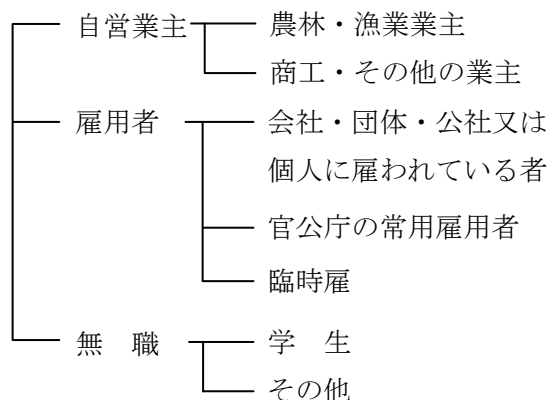 自営業主
農林・漁業業主
商工・その他の業主
雇用者
会社・団体・公社又は
個人に雇われている者
官公庁の常用雇用者
臨時雇
無　職
学　生
その他